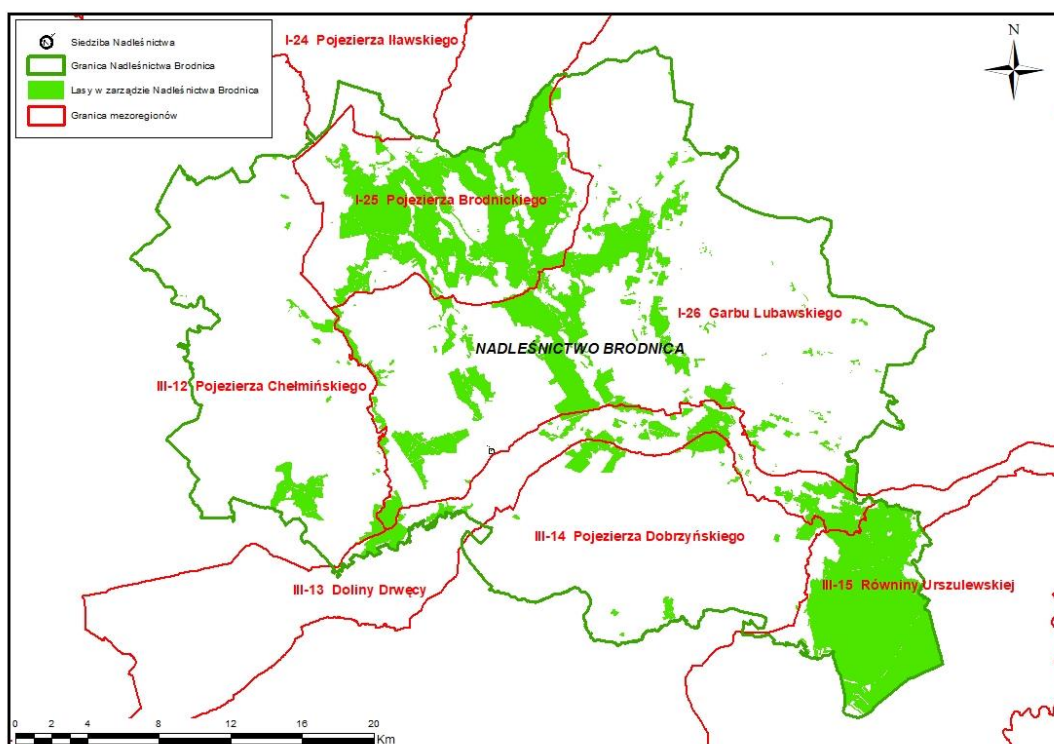 I-24 Pojezierza Iławskiego
N
Siedziba Nadleśnictwa
Granica Nadleśnictwa Brodnica
Lasy w zarządzie Nadleśnictwa Brodnica
Granica mezoregionów
I-25 Pojezierza Brodnickiego
I-26 Garbu Lubawskiego
NADLEŚNICTWO BRODNICA
III-12 Pojezierza Chełmińskiego
III-14 Pojezierza Dobrzyńskiego
III-13 Doliny Drwęcy
III-15 Równiny Urszulewskiej
0 2 4 8 12 16 20
Km